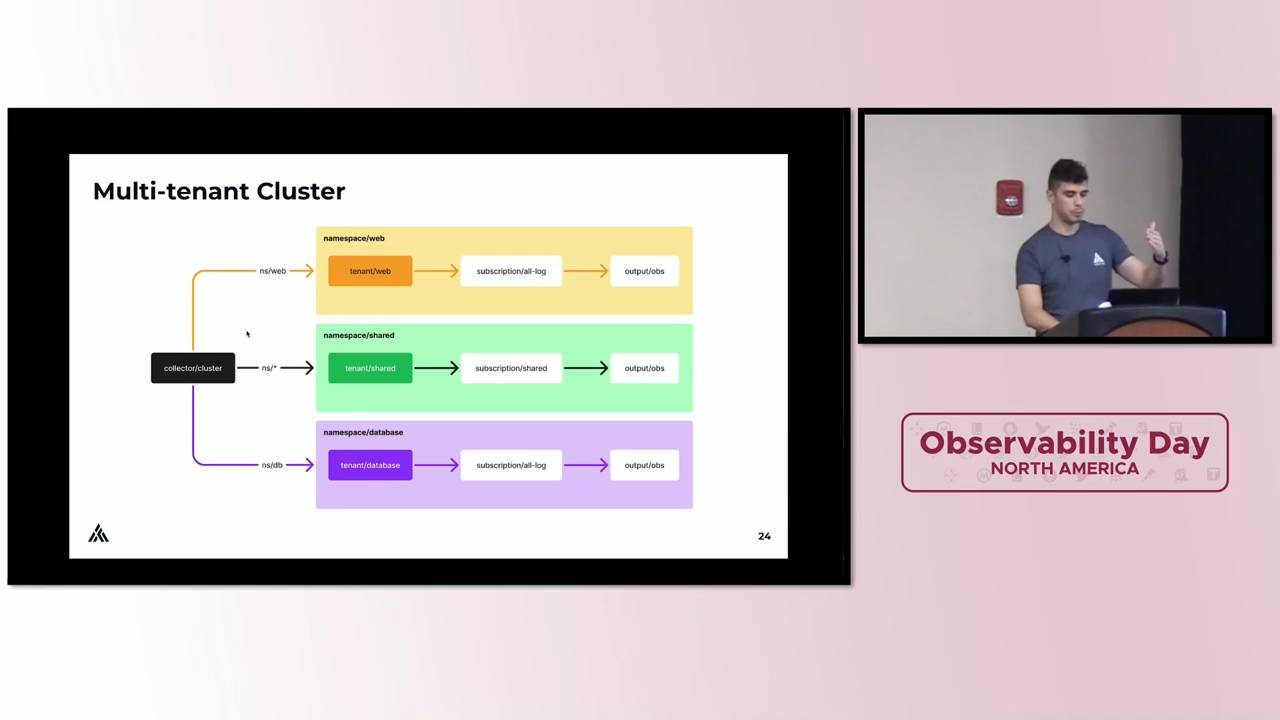 Multi-tenant Cluster
namespace/web
ns/web
tenant/web
subscription/all-log
output/obs
namespace/shared
collector/cluster
ns/*
tenant/shared
subscription/shared
output/obs
namespace/database
ns/db
tenant/database
subscription/all-log
output/obs
24
Observability Day
NORTH AMERICA